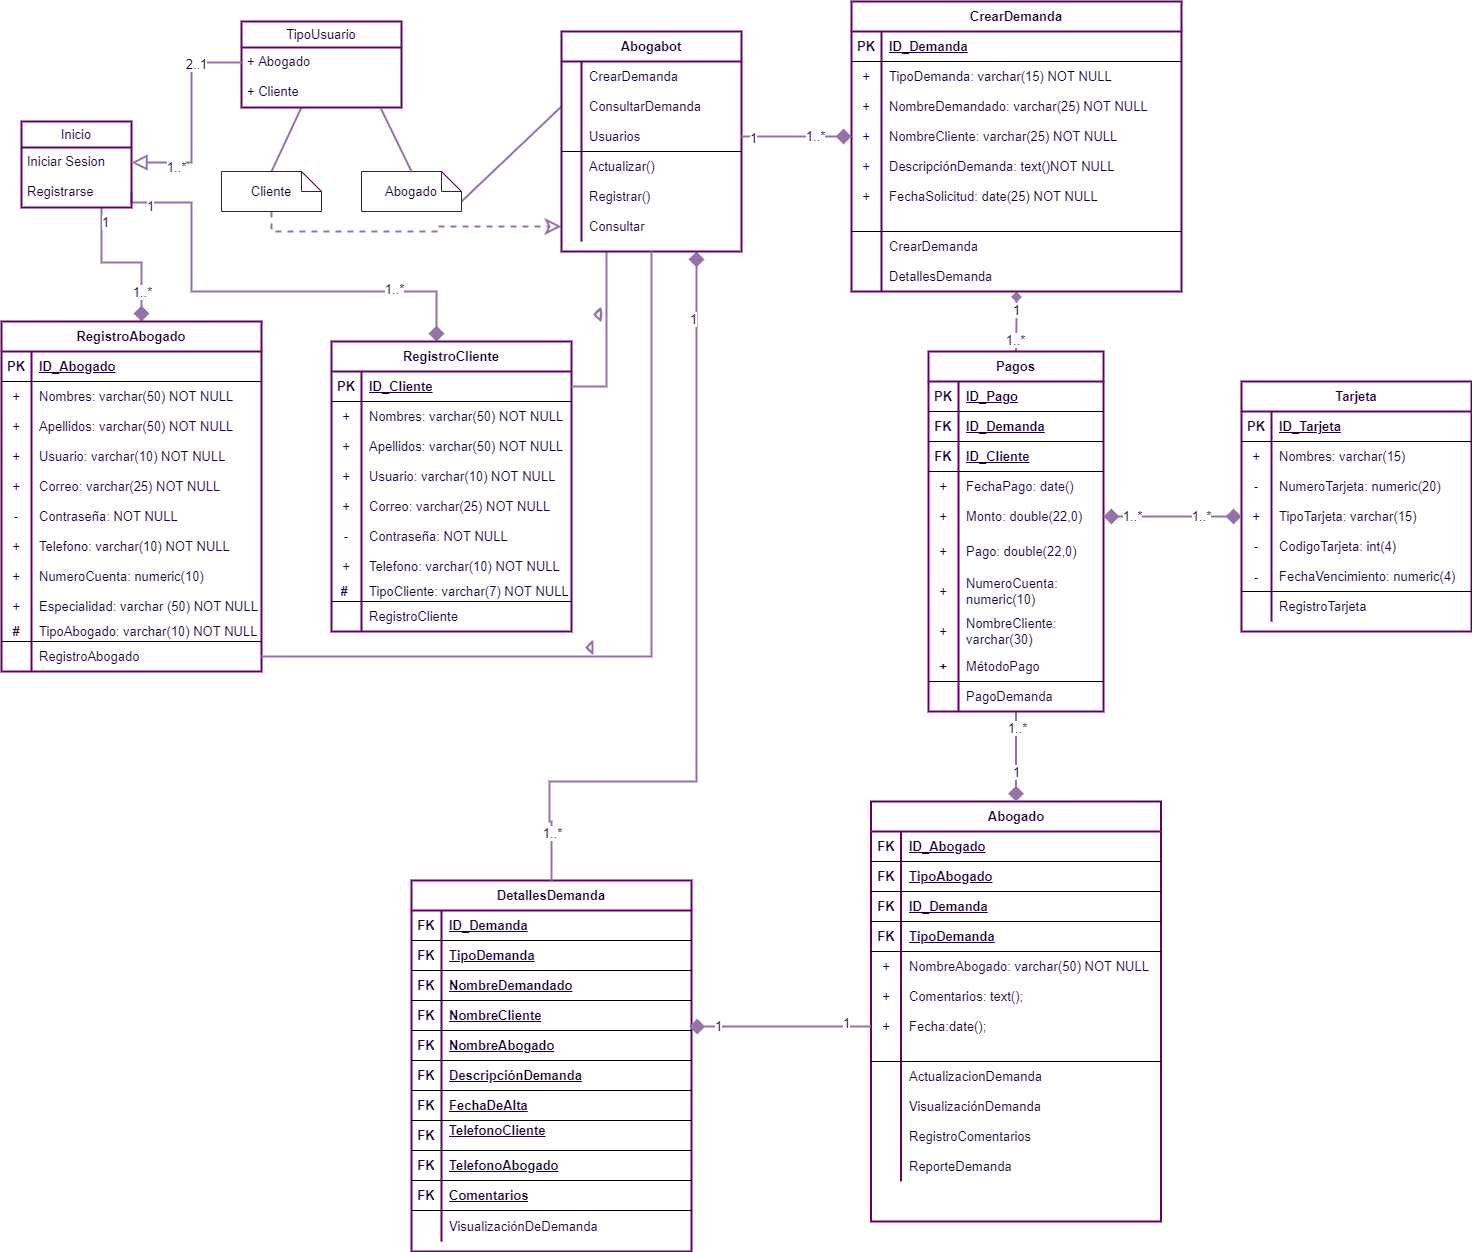 TipoUsuario
+ Abogado
+ Cliente
2..1
1..*
Inicio
Iniciar Sesion
Registrarse
1
1
1..*
1..*
Cliente
Abogado
Abogabot
CrearDemanda
ConsultarDemanda
Usuarios
Actualizar()
Registrar()
Consultar
1
1..*
1
CrearDemanda
PK ID_Demanda
+ TipoDemanda: varchar(15) NOT NULL
+ NombreDemandado: varchar(25) NOT NULL
+ NombreCliente: varchar(25) NOT NULL
+ DescripciónDemanda: text()NOT NULL
+ FechaSolicitud: date(25) NOT NULL
CrearDemanda
DetallesDemanda
1
1..*
RegistroAbogado
PK ID_Abogado
+ Nombres: varchar(50) NOT NULL
+ Apellidos: varchar(50) NOT NULL
+ Usuario: varchar(10) NOT NULL
+ Correo: varchar(25) NOT NULL
- Contraseña: NOT NULL
+ Telefono: varchar(10) NOT NULL
+ NumeroCuenta: numeric(10)
+ Especialidad: varchar (50) NOT NULL
# TipoAbogado: varchar(10) NOT NULL
RegistroAbogado
RegistroCliente
PK ID_Cliente
+ Nombres: varchar(50) NOT NULL
+ Apellidos: varchar(50) NOT NULL
+ Usuario: varchar(10) NOT NULL
+ Correo: varchar(25) NOT NULL
- Contraseña: NOT NULL
+ Telefono: varchar(10) NOT NULL
# TipoCliente: varchar(7) NOT NULL
RegistroCliente
Pagos
PK ID_Pago
FK ID_Demanda
FK ID_Cliente
+ FechaPago: date()
+ Monto: double(22,0)
+ Pago: double(22,0)
+ NumeroCuenta:
numeric(10)
+ NombreCliente:
varchar(30)
+ MétodoPago
PagoDemanda
1..*
1..*
Tarjeta
PK ID_Tarjeta
+ Nombres: varchar(15)
- NumeroTarjeta: numeric(20)
+ TipoTarjeta: varchar(15)
- CodigoTarjeta: int(4)
- FechaVencimiento: numeric(4)
RegistroTarjeta
1..*
1
1..*
DetallesDemanda
FK ID_Demanda
FK TipoDemanda
FK NombreDemandado
FK NombreCliente
FK NombreAbogado
FK DescripciónDemanda
FK FechaDeAlta
FK TelefonoCliente
FK TelefonoAbogado
FK Comentarios
VisualizaciónDeDemanda
1
1
Abogado
FK ID_Abogado
FK TipoAbogado
FK ID_Demanda
FK TipoDemanda
+ NombreAbogado: varchar(50) NOT NULL
+ Comentarios: text();
+ Fecha:date();
ActualizacionDemanda
VisualizaciónDemanda
RegistroComentarios
ReporteDemanda